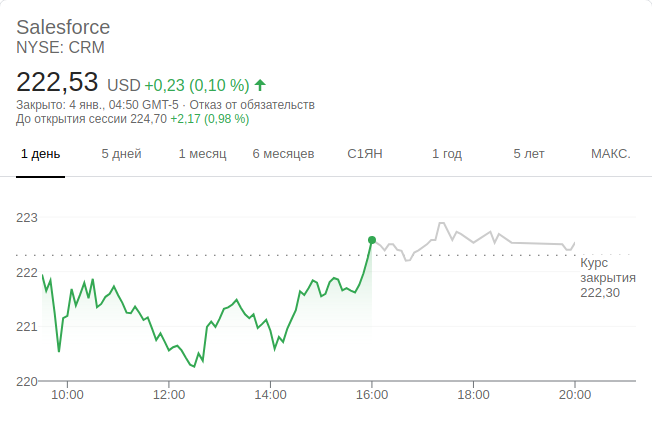 Salesforce
NYSE: CRM
222,53 USD +0,23 (0,10 %)
Закрыто: 4 янв., 04:50 GMT-5 · Отказ от обязательств
До открытия сессии 224,70 +2,17 (0,98 %)
1 день 5 дней 1 месяц 6 месяцев С1ЯН 1 год 5 лет МАКС.
223
222
221
220
Курс
закрытия
222,30
10:00 12:00 14:00 16:00 18:00 20:00